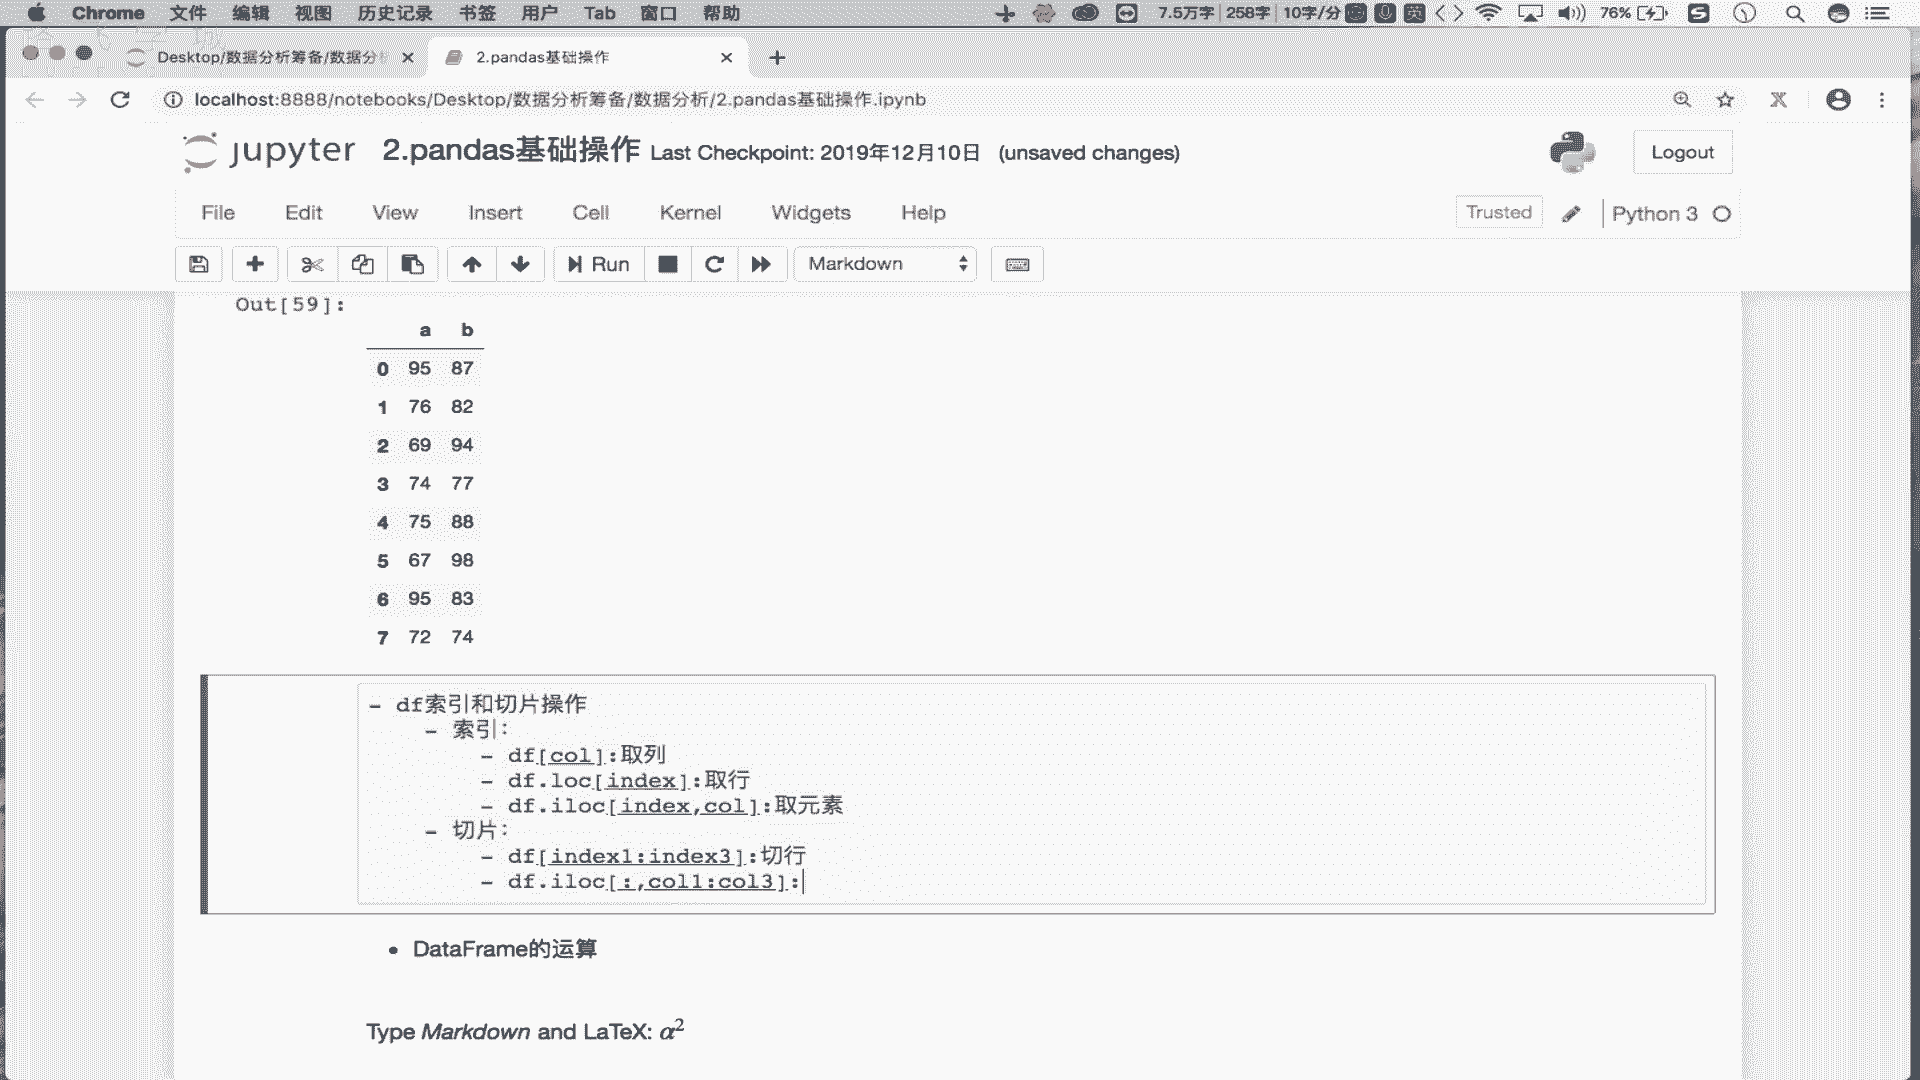 Chrome 文件 编辑 视图 历史记录 书签 用户 Tab 窗口 帮助 7.5万字 258字 10字/分 英 76%
Desktop/数据分析筹备/数据分 2.pandas基础操作
localhost:8888/notebooks/Desktop/数据分析筹备/数据分析/2.pandas基础操作.ipynb
jupyter 2.pandas基础操作 Last Checkpoint: 2019年12月10日 (unsaved changes) Logout
File Edit View Insert Cell Kernel Widgets Help Trusted Python 3
Run Markdown
Out[59]:
a b
0 95 87
1 76 82
2 69 94
3 74 77
4 75 88
5 67 98
6 95 83
7 72 74
- df索引和切片操作
- 索引:
- df[col]:取列
- df.loc[index]:取行
- df.iloc[index,col]:取元素
- 切片:
- df[index1:index3]:切行
- df.iloc[:,col1:col3]:
• DataFrame的运算
Type Markdown and LaTeX: α²